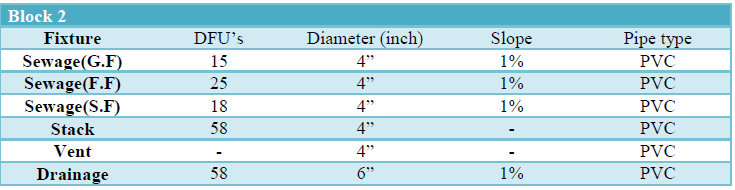 Block 2
Fixture DFU’s Diameter (inch) Slope Pipe type
Sewage(G.F) 15 4” 1% PVC
Sewage(F.F) 25 4” 1% PVC
Sewage(S.F) 18 4” 1% PVC
Stack 58 4” - PVC
Vent - 4” - PVC
Drainage 58 6” 1% PVC